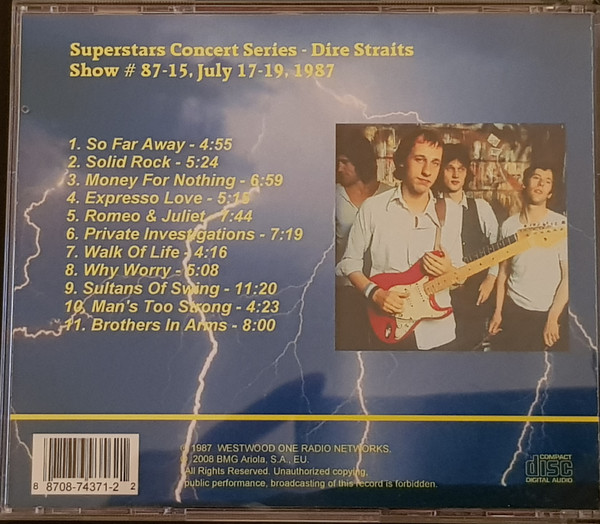 Superstars Concert Series - Dire Straits
Show # 87-15, July 17-19, 1987
1. So Far Away - 4:55
2. Solid Rock - 5:24
3. Money For Nothing - 6:59
4. Expresso Love - 5:15
5. Romeo & Juliet - 7:44
6. Private Investigations - 7:19
7. Walk Of Life - 4:16
8. Why Worry - 5:08
9. Sultans Of Swing - 11:20
10. Man's Too Strong - 4:23
11. Brothers In Arms - 8:00
© 1987 WESTWOOD ONE RADIO NETWORKS.
2008 BMG Ariola, S.A., EU.
All Rights Reserved. Unauthorized copying,
public performance, broadcasting of this record is forbidden.
8 8708-74371-2 2
COMPACT
disc
DIGITAL AUDIO